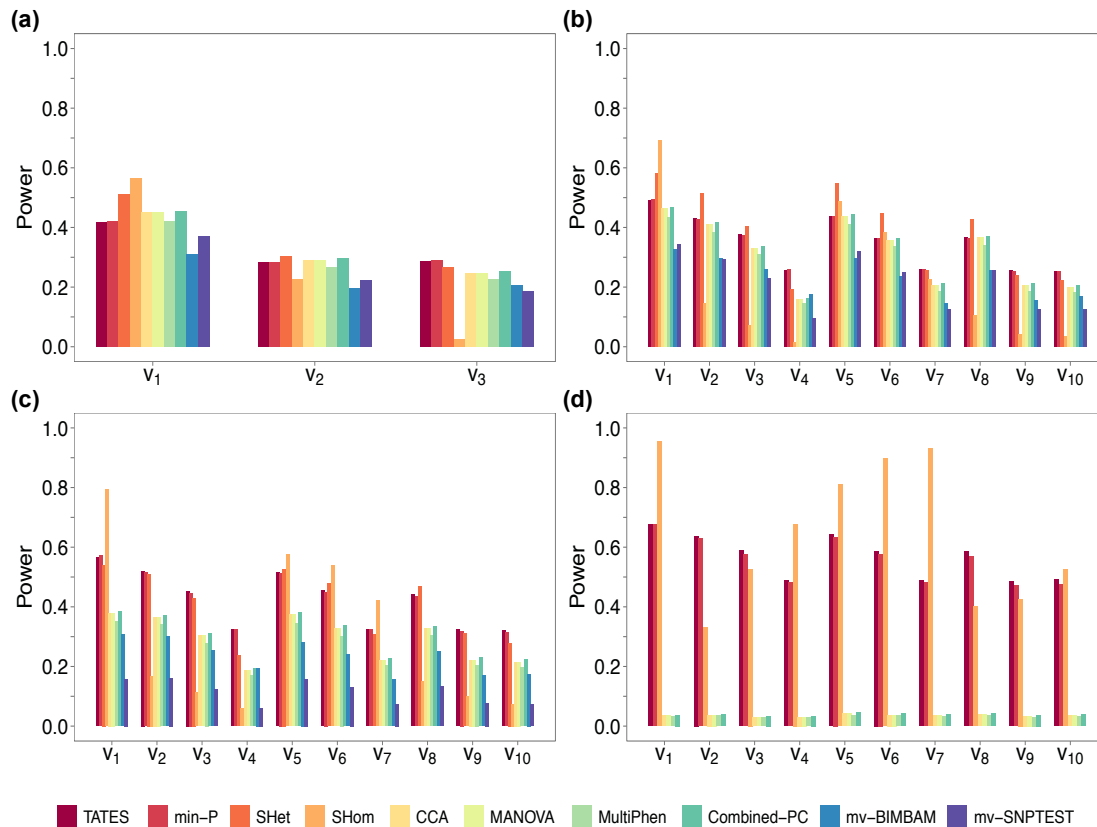 (a)
1.0
0.8
0.6
0.4
0.2
0.0
Power
v1 v2 v3
(b)
1.0
0.8
0.6
0.4
0.2
0.0
Power
v1 v2 v3 v4 v5 v6 v7 v8 v9 v10
(c)
1.0
0.8
0.6
0.4
0.2
0.0
Power
v1 v2 v3 v4 v5 v6 v7 v8 v9 v10
(d)
1.0
0.8
0.6
0.4
0.2
0.0
Power
v1 v2 v3 v4 v5 v6 v7 v8 v9 v10
TATES min−P SHet SHom CCA MANOVA MultiPhen Combined−PC mv−BIMBAM mv−SNPTEST